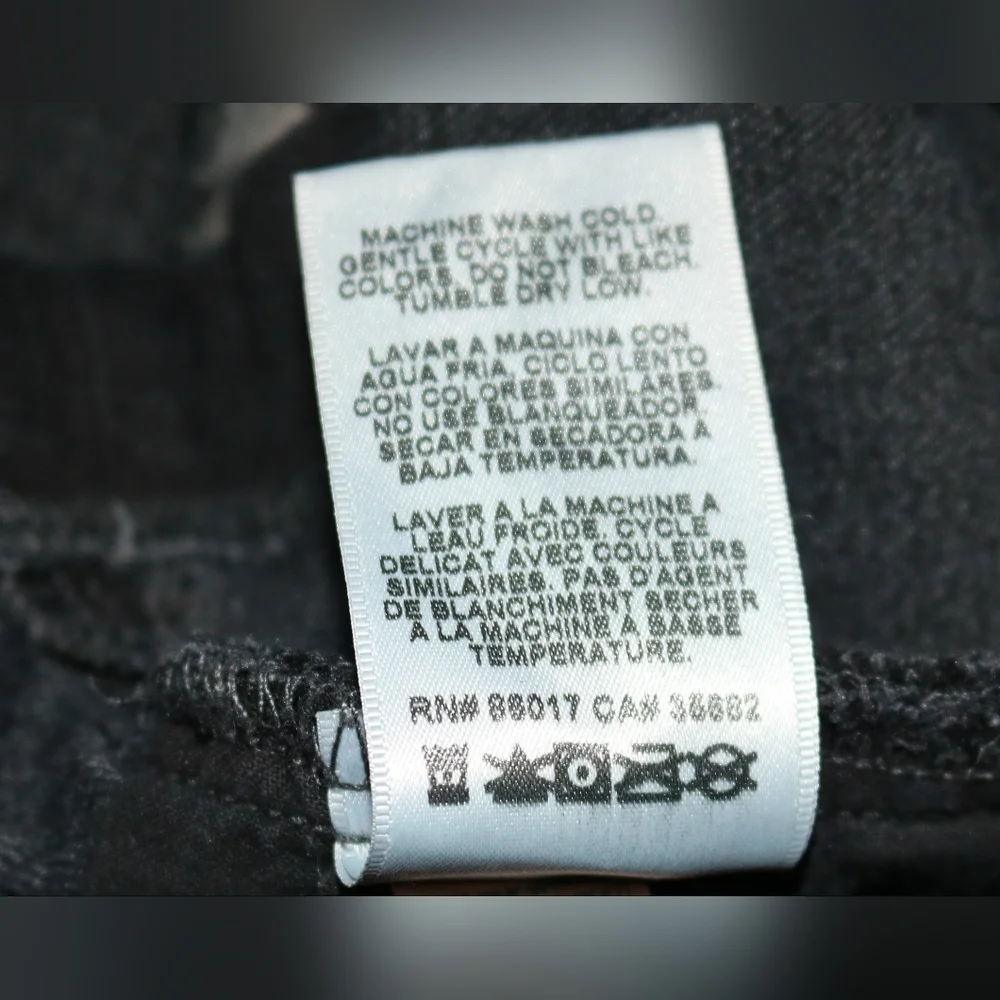 MACHINE WASH COLD.
GENTLE CYCLE WITH LIKE
COLORS. DO NOT BLEACH.
TUMBLE DRY LOW.
LAVAR A MAQUINA CON
AGUA FRIA. CICLO LENTO
CON COLORES SIMILARES.
NO USE BLANQUEADOR.
SECAR EN SECADORA A
BAJA TEMPERATURA.
LAVER A LA MACHINE A
LEAU FROIDE. CYCLE
DELICAT AVEC COULEURS
SIMILAIRES. PAS D'AGENT
DE BLANCHIMENT SECHER
A LA MACHINE A BASSE
TEMPERATURE.
RN# CA#